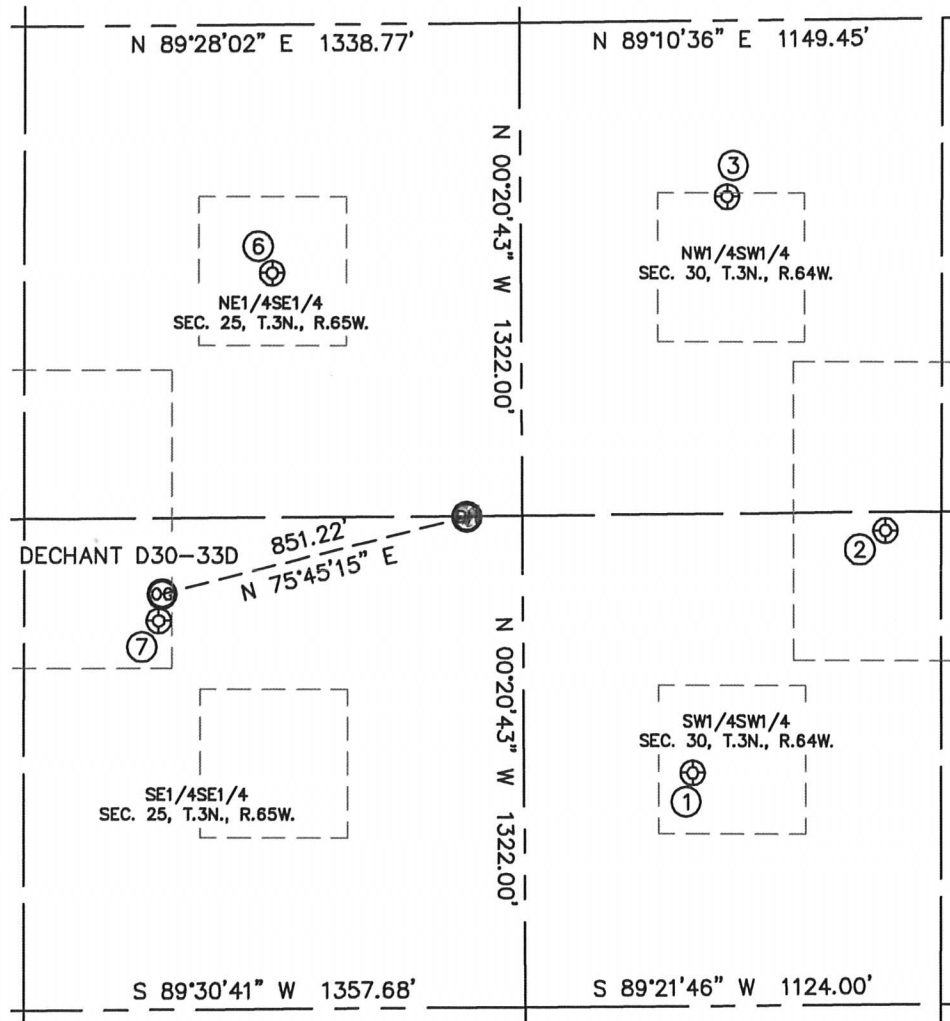 N 89°28'02" E 1338.77'
N 89°10'36" E 1149.45'
N 00°20'43" W 1322.00'
3
6
NW1/4SW1/4
SEC. 30, T.3N., R.64W.
NE1/4SE1/4
SEC. 25, T.3N., R.65W.
BH
DECHANT D30-33D
851.22'
N 75°45'15" E
2
7
N 00°20'43" W 1322.00'
SW1/4SW1/4
SEC. 30, T.3N., R.64W.
1
SE1/4SE1/4
SEC. 25, T.3N., R.65W.
S 89°30'41" W 1357.68'
S 89°21'46" W 1124.00'